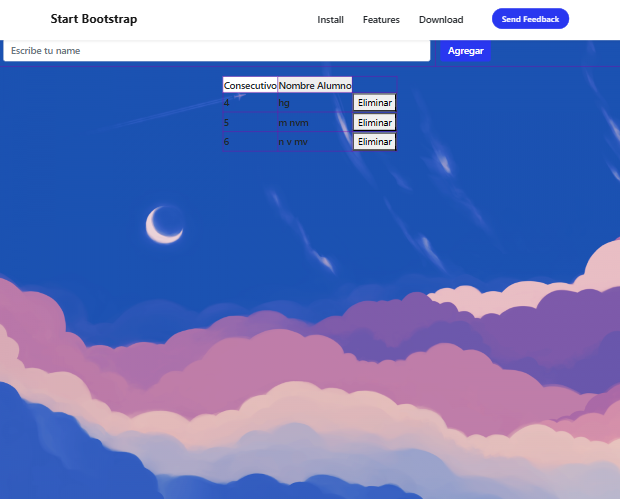 Start Bootstrap Install Features Download Send Feedback
Escribe tu name Agregar
Consecutivo Nombre Alumno
4 hg Eliminar
5 m nvm Eliminar
6 n v mv Eliminar